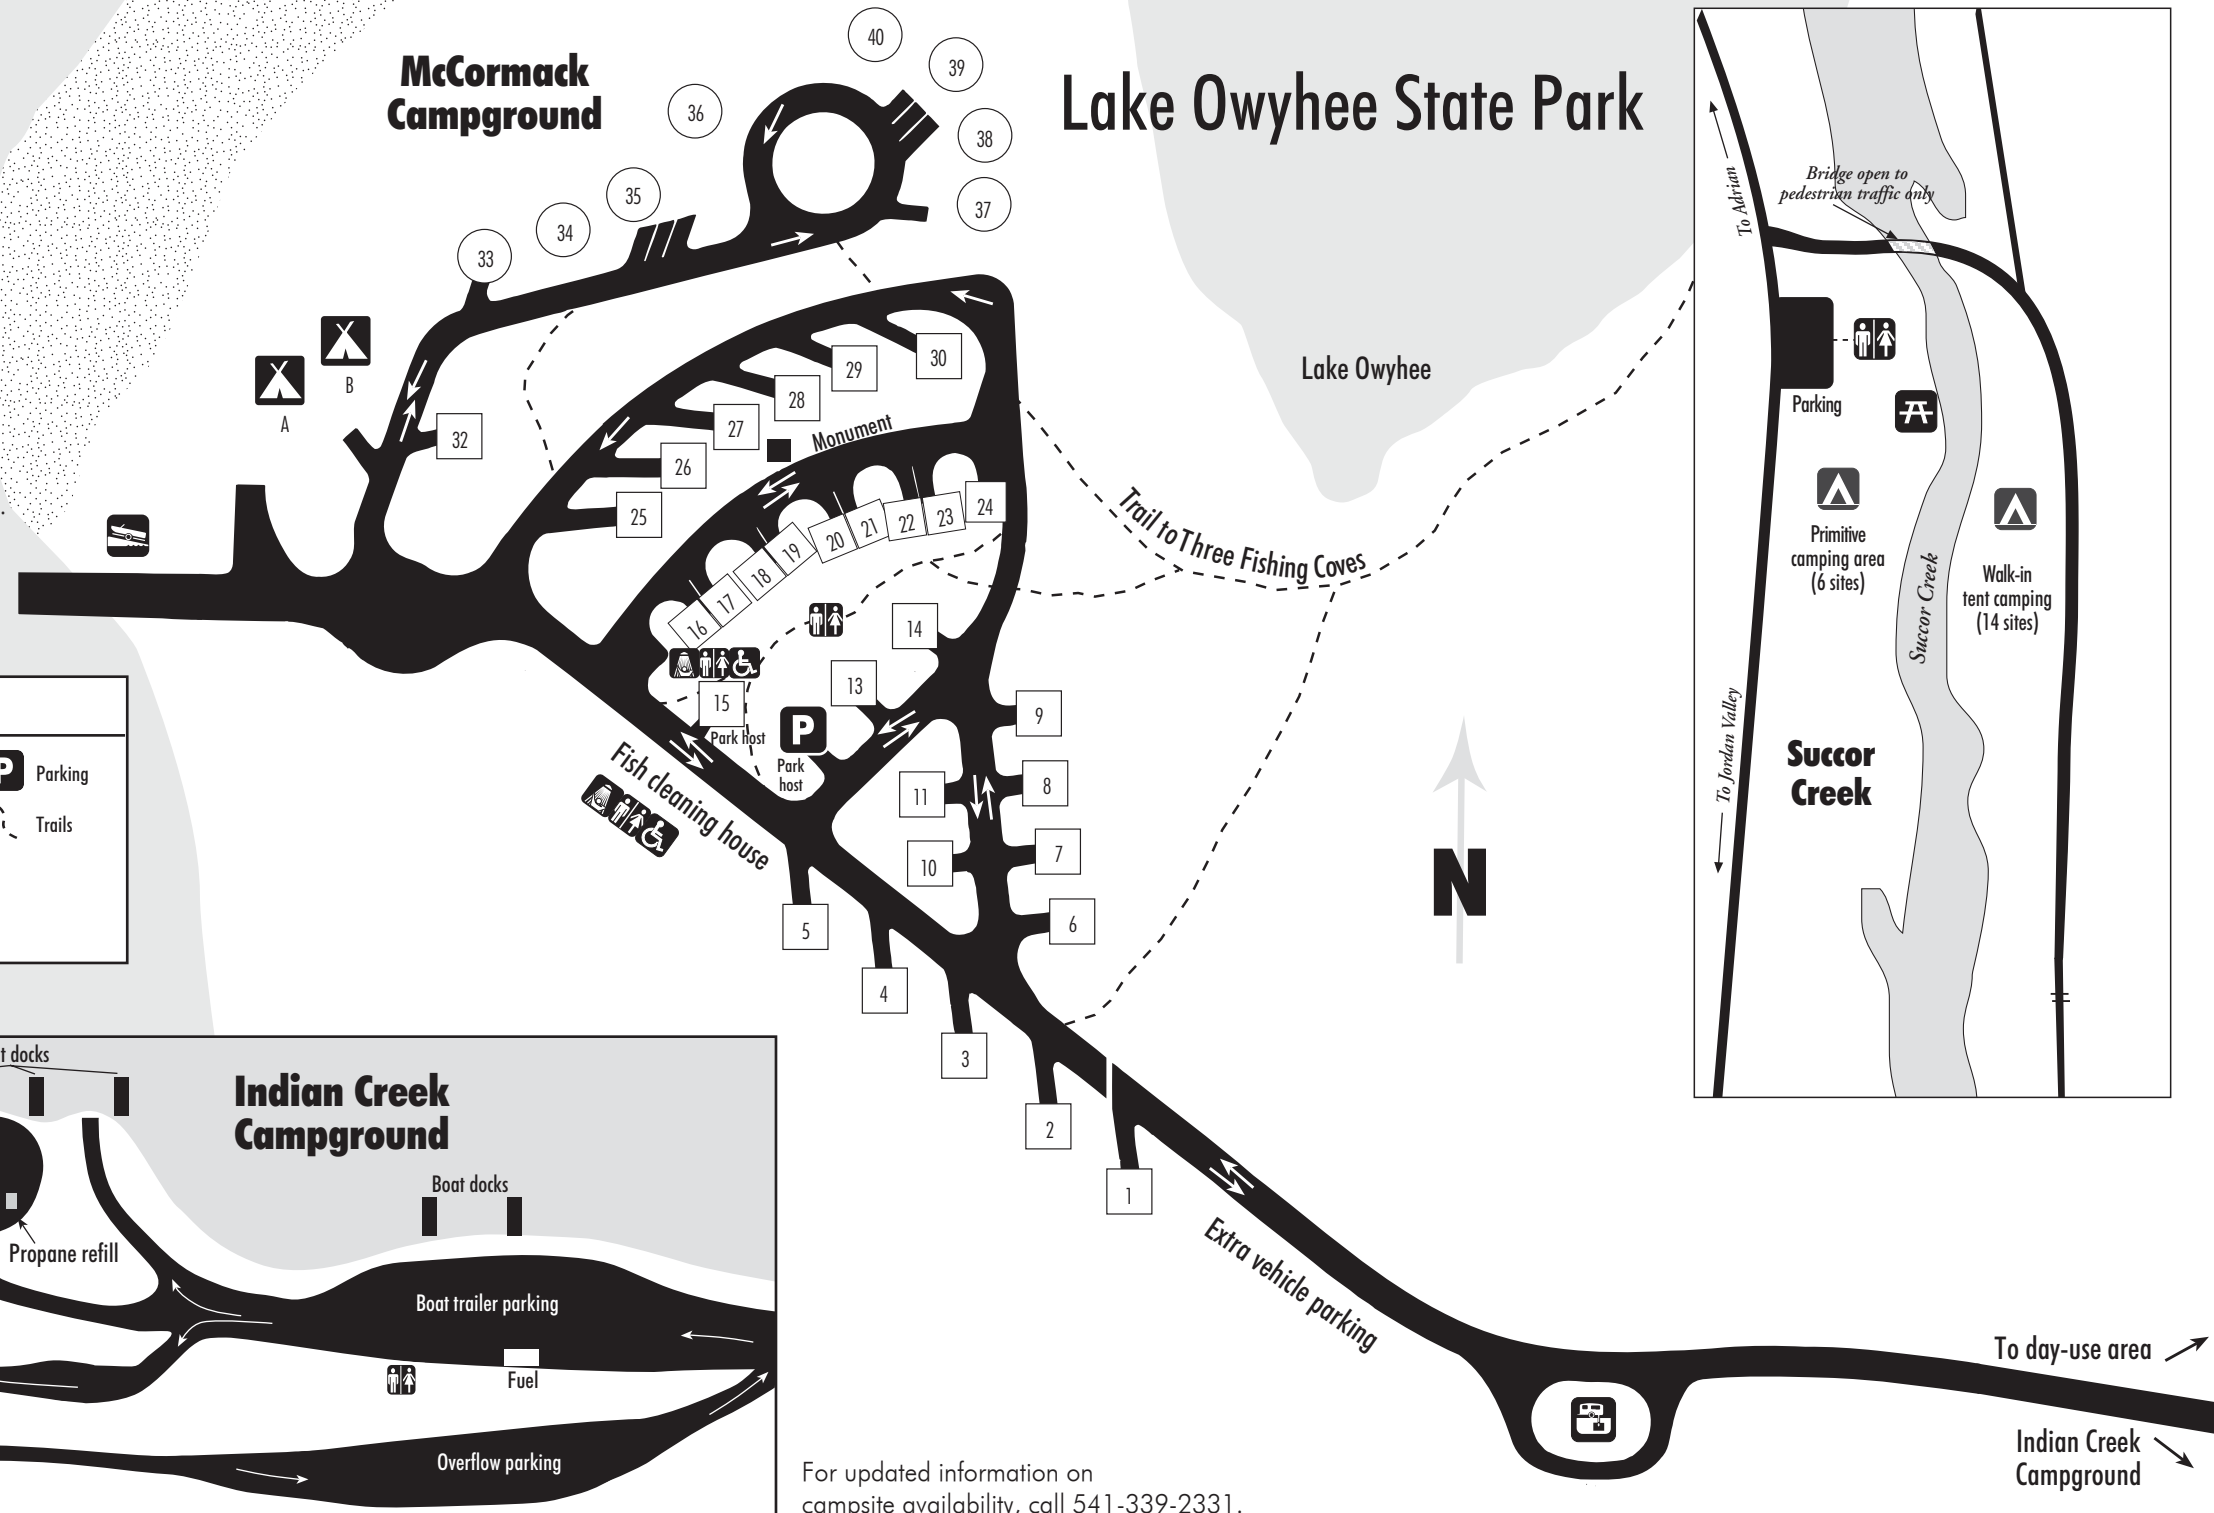 McCormack
Campground
Lake Owyhee State Park
40
39
38
37
36
35
34
33
A
B
32
30
29
28
27
26
25
Monument
24
23
22
21
20
19
18
17
16
15
Park host
14
13
P
Park
host
Fish cleaning house
11
10
9
8
7
6
5
4
3
2
1
Lake Owyhee
Trail to Three Fishing Coves
N
Extra vehicle parking
To day-use area
Indian Creek
Campground
To Adrian
Bridge open to
pedestrian traffic only
Parking
Primitive
camping area
(6 sites)
Walk-in
tent camping
(14 sites)
Succor Creek
To Jordan Valley
Succor
Creek
P Parking
Trails
t docks
Indian Creek
Campground
Boat docks
Propane refill
Boat trailer parking
Fuel
Overflow parking
For updated information on
campsite availability, call 541-339-2331.